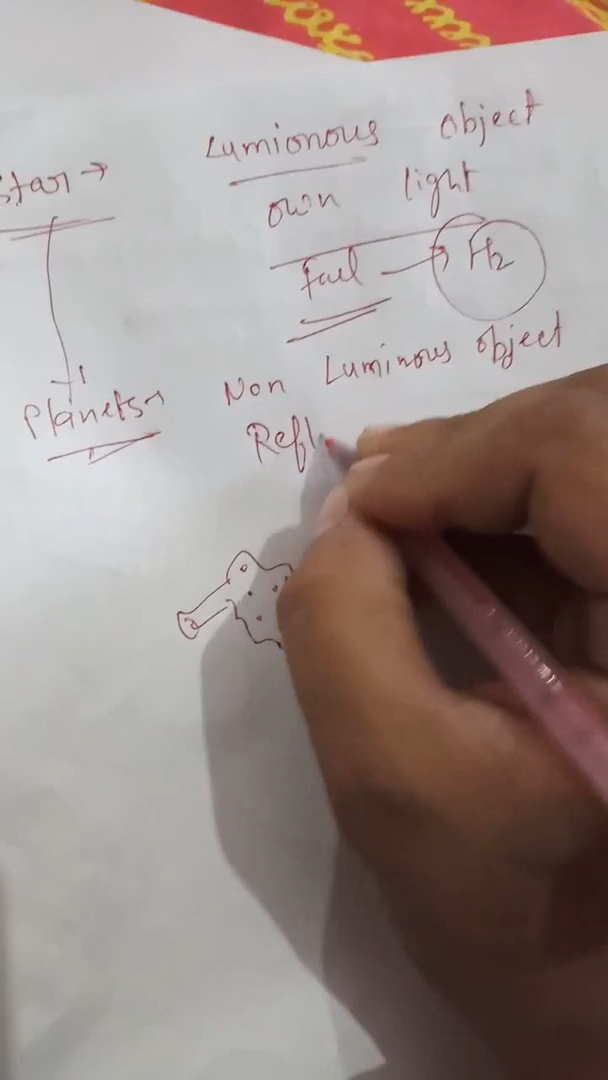 Star → Lumionous object
own light
Fuel → H2
Planets Non Luminous object
Refl